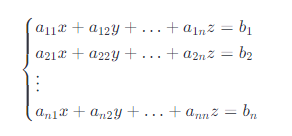 a₁₁x + a₁₂y + … + a₁ₙz = b₁
a₂₁x + a₂₂y + … + a₂ₙz = b₂
⋮
aₙ₁x + aₙ₂y + … + aₙₙz = bₙ